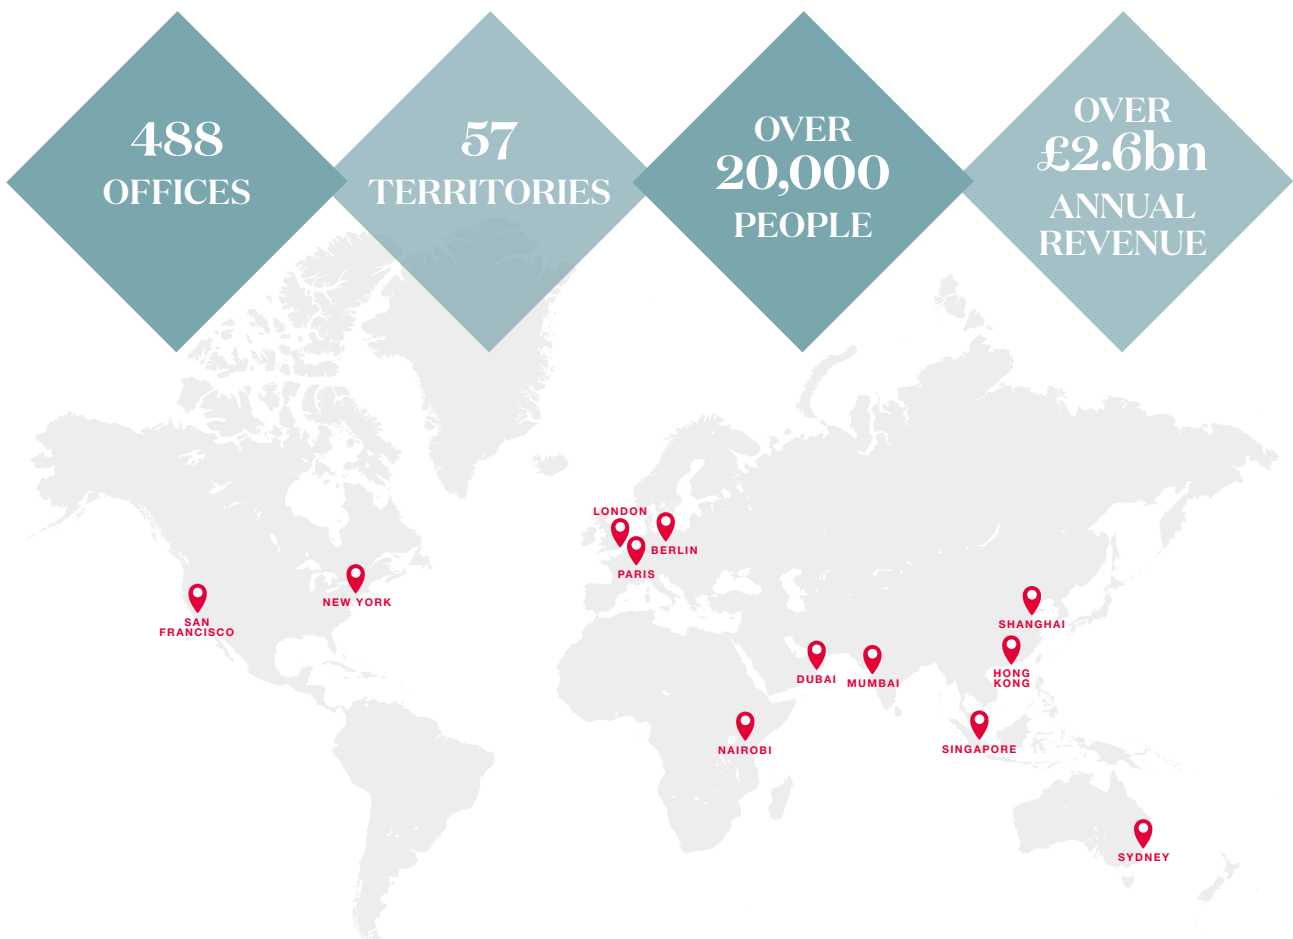 488
OFFICES
57
TERRITORIES
OVER
20,000
PEOPLE
OVER
£2.6bn
ANNUAL
REVENUE
LONDON
BERLIN
PARIS
NEW YORK
SAN
FRANCISCO
SHANGHAI
HONG
KONG
DUBAI
MUMBAI
NAIROBI
SINGAPORE
SYDNEY